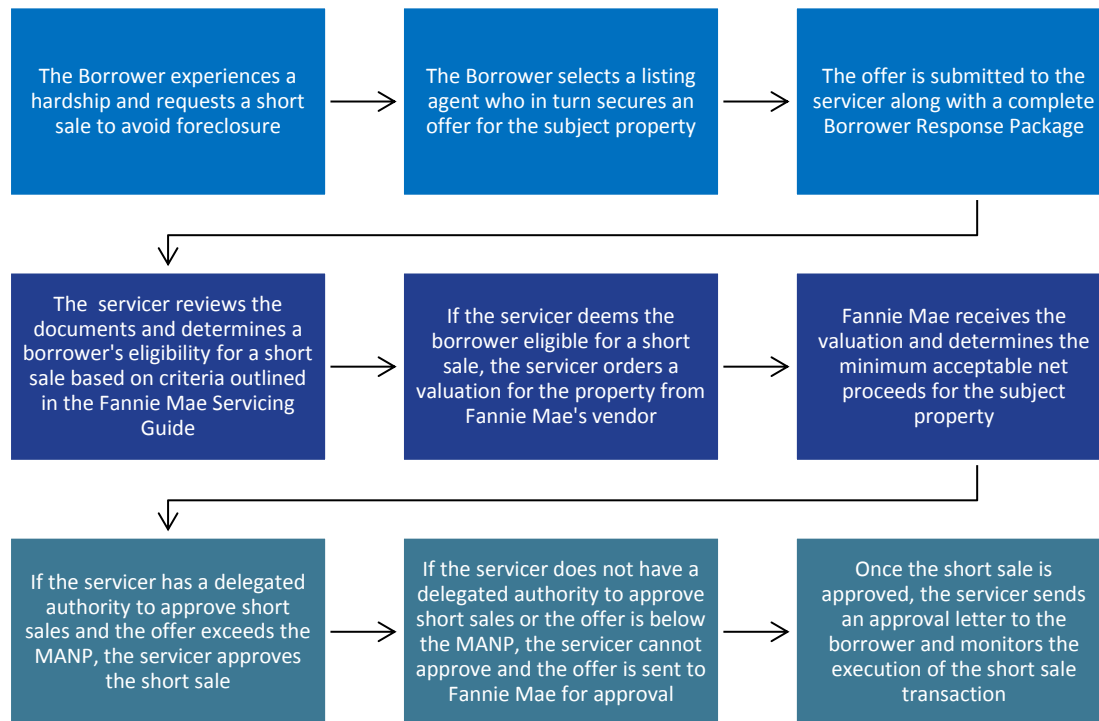 The Borrower experiences a
hardship and requests a short
sale to avoid foreclosure
The Borrower selects a listing
agent who in turn secures an
offer for the subject property
The offer is submitted to the
servicer along with a complete
Borrower Response Package
The  servicer reviews the
documents and determines a
borrower's eligibility for a short
sale based on criteria outlined
in the Fannie Mae Servicing
Guide
If the servicer deems the
borrower eligible for a short
sale, the servicer orders a
valuation for the property from
Fannie Mae's vendor
Fannie Mae receives the
valuation and determines the
minimum acceptable net
proceeds for the subject
property
If the servicer has a delegated
authority to approve short
sales and the offer exceeds the
MANP, the servicer approves
the short sale
If the servicer does not have a
delegated authority to approve
short sales or the offer is below
the MANP, the servicer cannot
approve and the offer is sent to
Fannie Mae for approval
Once the short sale is
approved, the servicer sends
an approval letter to the
borrower and monitors the
execution of the short sale
transaction